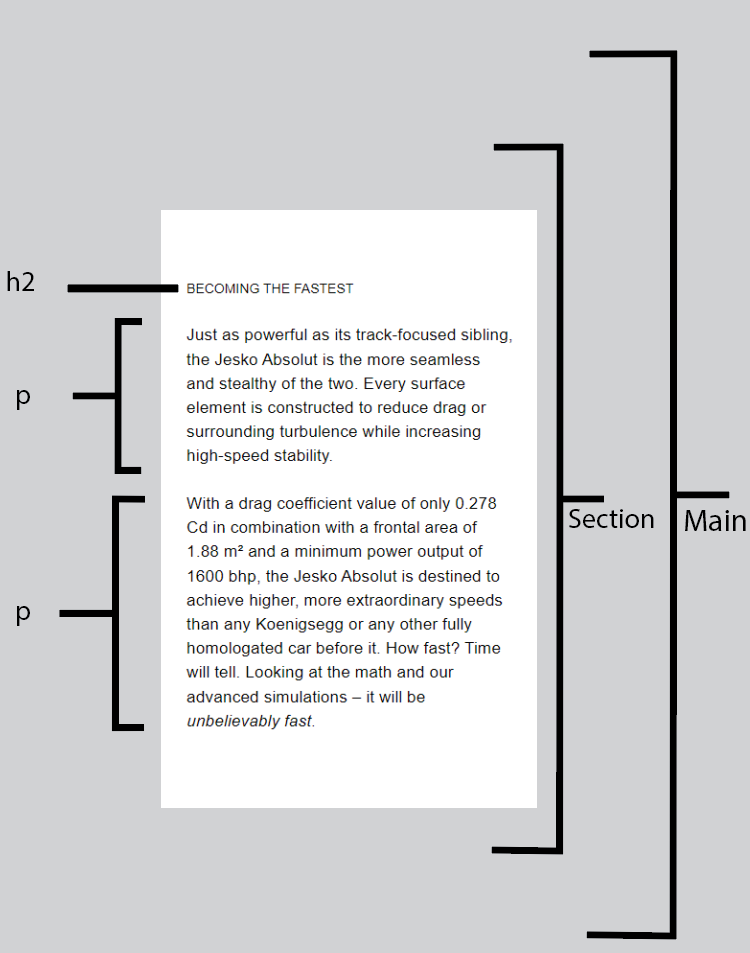 h2
BECOMING THE FASTEST
p
Just as powerful as its track-focused sibling,
the Jesko Absolut is the more seamless
and stealthy of the two. Every surface
element is constructed to reduce drag or
surrounding turbulence while increasing
high-speed stability.
p
With a drag coefficient value of only 0.278
Cd in combination with a frontal area of
1.88 m² and a minimum power output of
1600 bhp, the Jesko Absolut is destined to
achieve higher, more extraordinary speeds
than any Koenigsegg or any other fully
homologated car before it. How fast? Time
will tell. Looking at the math and our
advanced simulations – it will be
unbelievably fast.
Section
Main